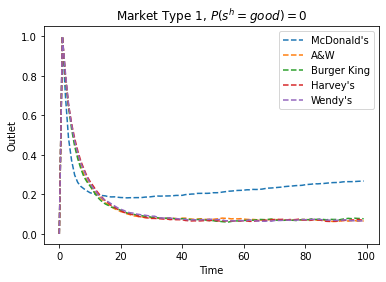 Market Type 1, P(s^h = good) = 0
Outlet
1.0
0.8
0.6
0.4
0.2
0.0
McDonald's
A&W
Burger King
Harvey's
Wendy's
0 20 40 60 80 100
Time